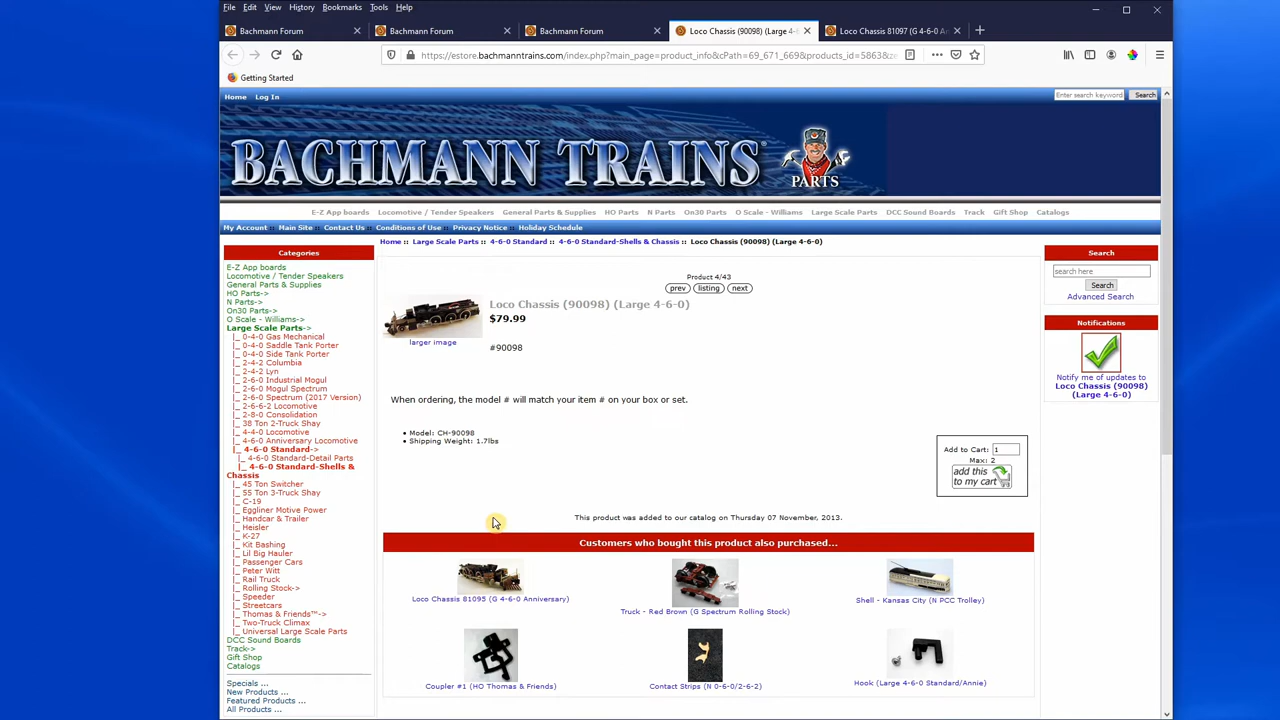 File Edit View History Bookmarks Tools Help
Bachmann Forum
Bachmann Forum
Bachmann Forum
Loco Chassis (90098) (Large 4-6-
Loco Chassis 81097 (G 4-6-0 An
https://estore.bachmanntrains.com/index.php?main_page=product_info&cPath=69_671_669&products_id=5863&ze
Getting Started
Home Log In
Enter search keyword
Search
BACHMANN TRAINS
PARTS
E-Z App boards Locomotive / Tender Speakers General Parts & Supplies HO Parts N Parts On30 Parts O Scale - Williams Large Scale Parts DCC Sound Boards Track Gift Shop Catalogs
My Account :: Main Site :: Contact Us :: Conditions of Use :: Privacy Notice :: Holiday Schedule
Home :: Large Scale Parts :: 4-6-0 Standard :: 4-6-0 Standard-Shells & Chassis :: Loco Chassis (90098) (Large 4-6-0)
Categories
E-Z App boards
Locomotive / Tender Speakers
General Parts & Supplies
HO Parts->
N Parts->
On30 Parts->
O Scale - Williams->
Large Scale Parts->
|_ 0-4-0 Gas Mechanical
|_ 0-4-0 Saddle Tank Porter
|_ 0-4-0 Side Tank Porter
|_ 2-4-2 Columbia
|_ 2-4-2 Lyn
|_ 2-6-0 Industrial Mogul
|_ 2-6-0 Mogul Spectrum
|_ 2-6-0 Spectrum (2017 Version)
|_ 2-6-6-2 Locomotive
|_ 2-8-0 Consolidation
|_ 38 Ton 2-Truck Shay
|_ 4-4-0 Locomotive
|_ 4-6-0 Anniversary Locomotive
|_ 4-6-0 Standard->
|_ 4-6-0 Standard-Detail Parts
|_ 4-6-0 Standard-Shells &
Chassis
|_ 45 Ton Switcher
|_ 55 Ton 3-Truck Shay
|_ C-19
|_ Eggliner Motive Power
|_ Handcar & Trailer
|_ Heisler
|_ K-27
|_ Kit Bashing
|_ Lil Big Hauler
|_ Passenger Cars
|_ Peter Witt
|_ Rail Truck
|_ Rolling Stock->
|_ Speeder
|_ Streetcars
|_ Thomas & Friends™->
|_ Two-Truck Climax
|_ Universal Large Scale Parts
DCC Sound Boards
Track->
Gift Shop
Catalogs
Specials ...
New Products ...
Featured Products ...
All Products ...
Product 4/43
prev listing next
Loco Chassis (90098) (Large 4-6-0)
$79.99
larger image
#90098
When ordering, the model # will match your item # on your box or set.
• Model: CH-90098
• Shipping Weight: 1.7lbs
Add to Cart: 1
Max: 2
add this
to my cart
This product was added to our catalog on Thursday 07 November, 2013.
Customers who bought this product also purchased...
Loco Chassis 81095 (G 4-6-0 Anniversary)
Truck - Red Brown (G Spectrum Rolling Stock)
Shell - Kansas City (N PCC Trolley)
Coupler #1 (HO Thomas & Friends)
Contact Strips (N 0-6-0/2-6-2)
Hook (Large 4-6-0 Standard/Annie)
Search
search here
Search
Advanced Search
Notifications
Notify me of updates to
Loco Chassis (90098)
(Large 4-6-0)